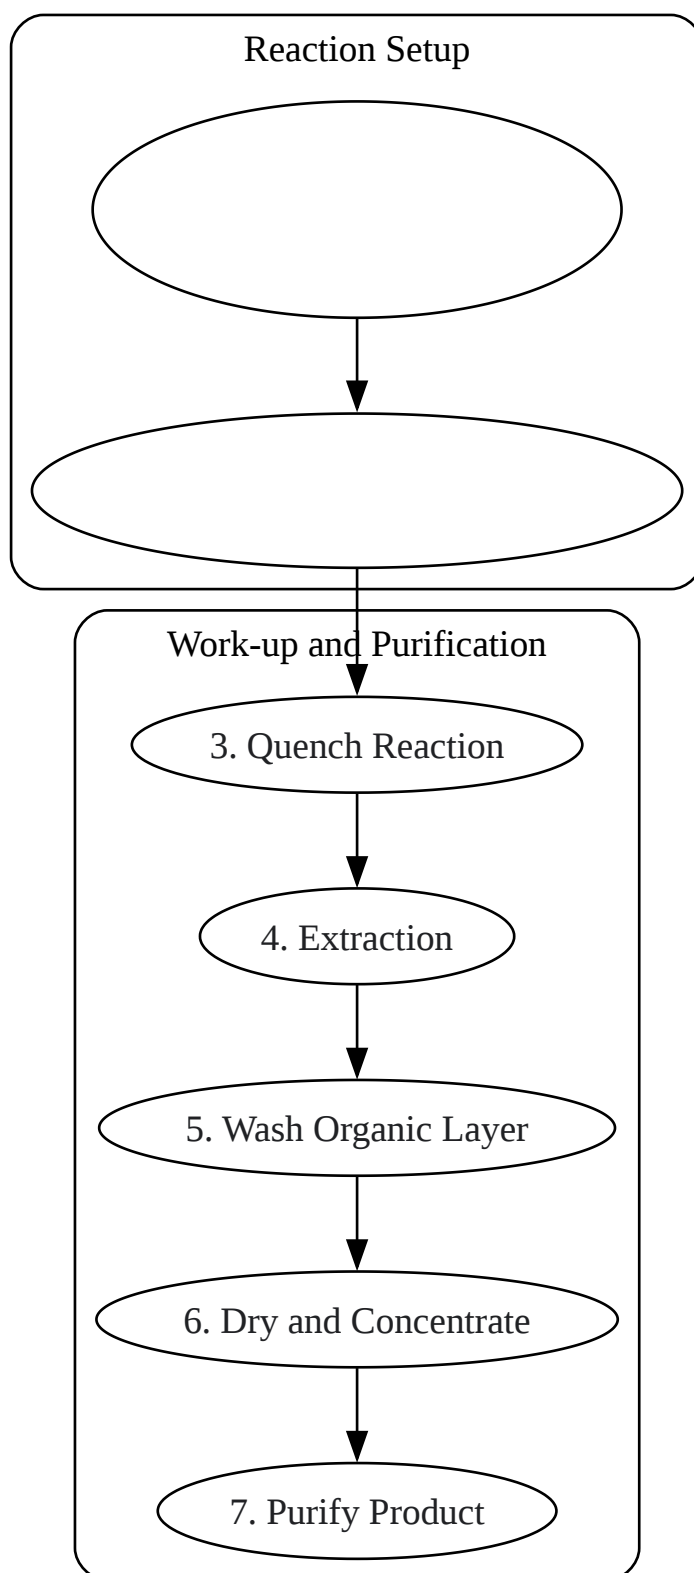 Reaction Setup
Work-up and Purification
3. Quench Reaction
4. Extraction
5. Wash Organic Layer
6. Dry and Concentrate
7. Purify Product